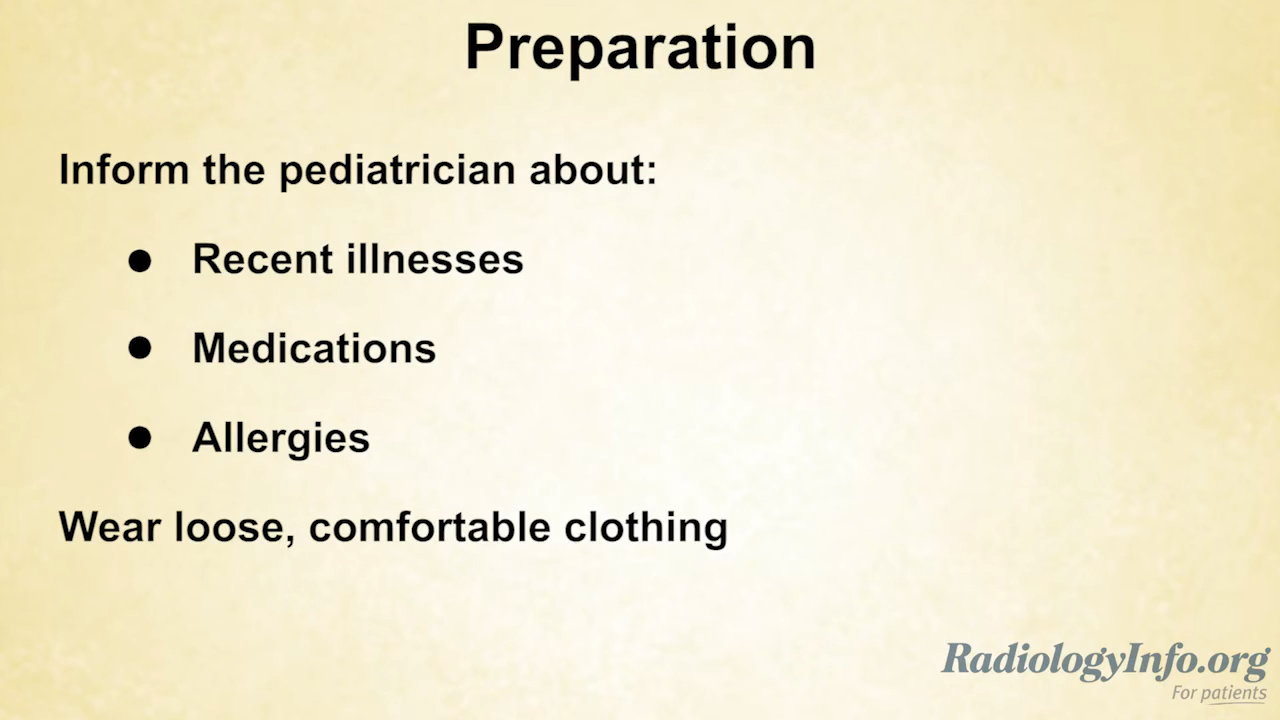 Preparation
Inform the pediatrician about:
● Recent illnesses
● Medications
● Allergies
Wear loose, comfortable clothing
RadiologyInfo.org
For patients